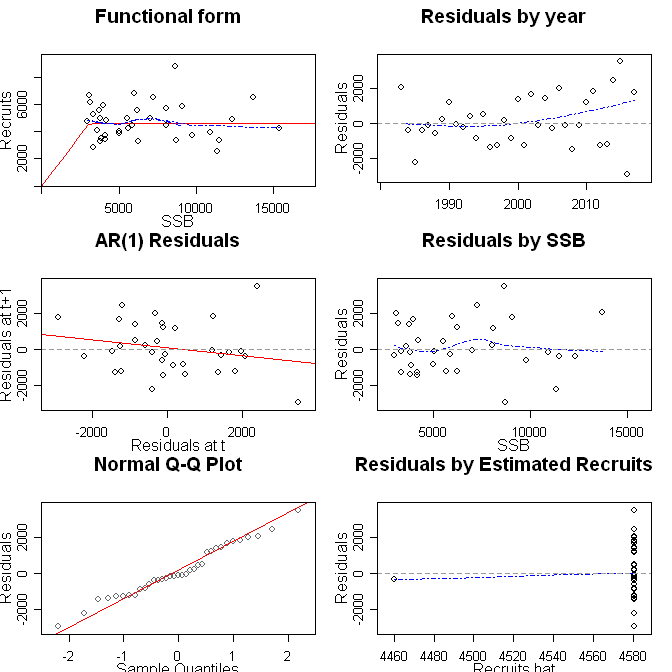 Functional form
Recruits
2000
6000
5000
10000
15000
SSB
Residuals by year
Residuals
-2000
0
2000
1990
2000
2010
AR(1) Residuals
Residuals at t+1
-2000
0
2000
-2000
0
2000
Residuals at t
Residuals by SSB
Residuals
-2000
0
2000
5000
10000
15000
SSB
Normal Q-Q Plot
Residuals
-2000
0
2000
-2
-1
0
1
2
Sample Quantiles
Residuals by Estimated Recruits
Residuals
-2000
0
2000
4460
4480
4500
4520
4540
4560
4580
Recruits hat